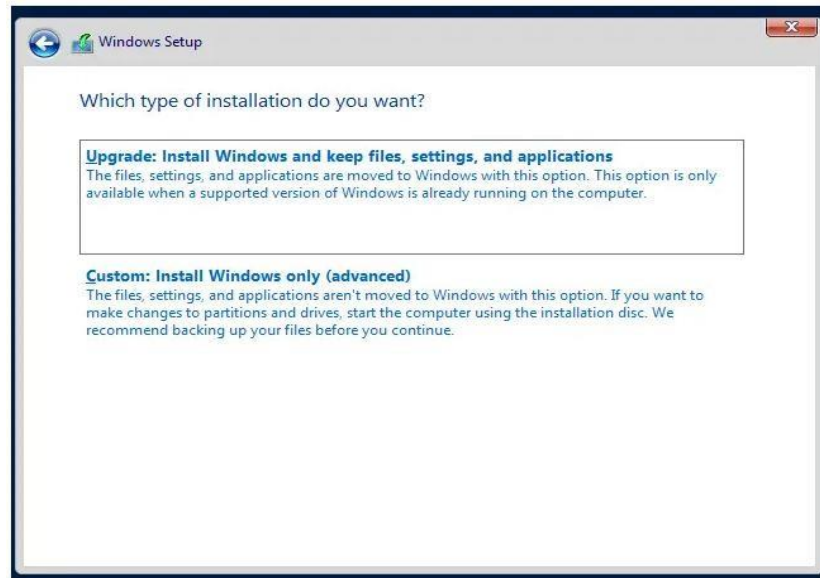 Windows Setup
Which type of installation do you want?
Upgrade: Install Windows and keep files, settings, and applications
The files, settings, and applications are moved to Windows with this option. This option is only
available when a supported version of Windows is already running on the computer.
Custom: Install Windows only (advanced)
The files, settings, and applications aren't moved to Windows with this option. If you want to
make changes to partitions and drives, start the computer using the installation disc. We
recommend backing up your files before you continue.